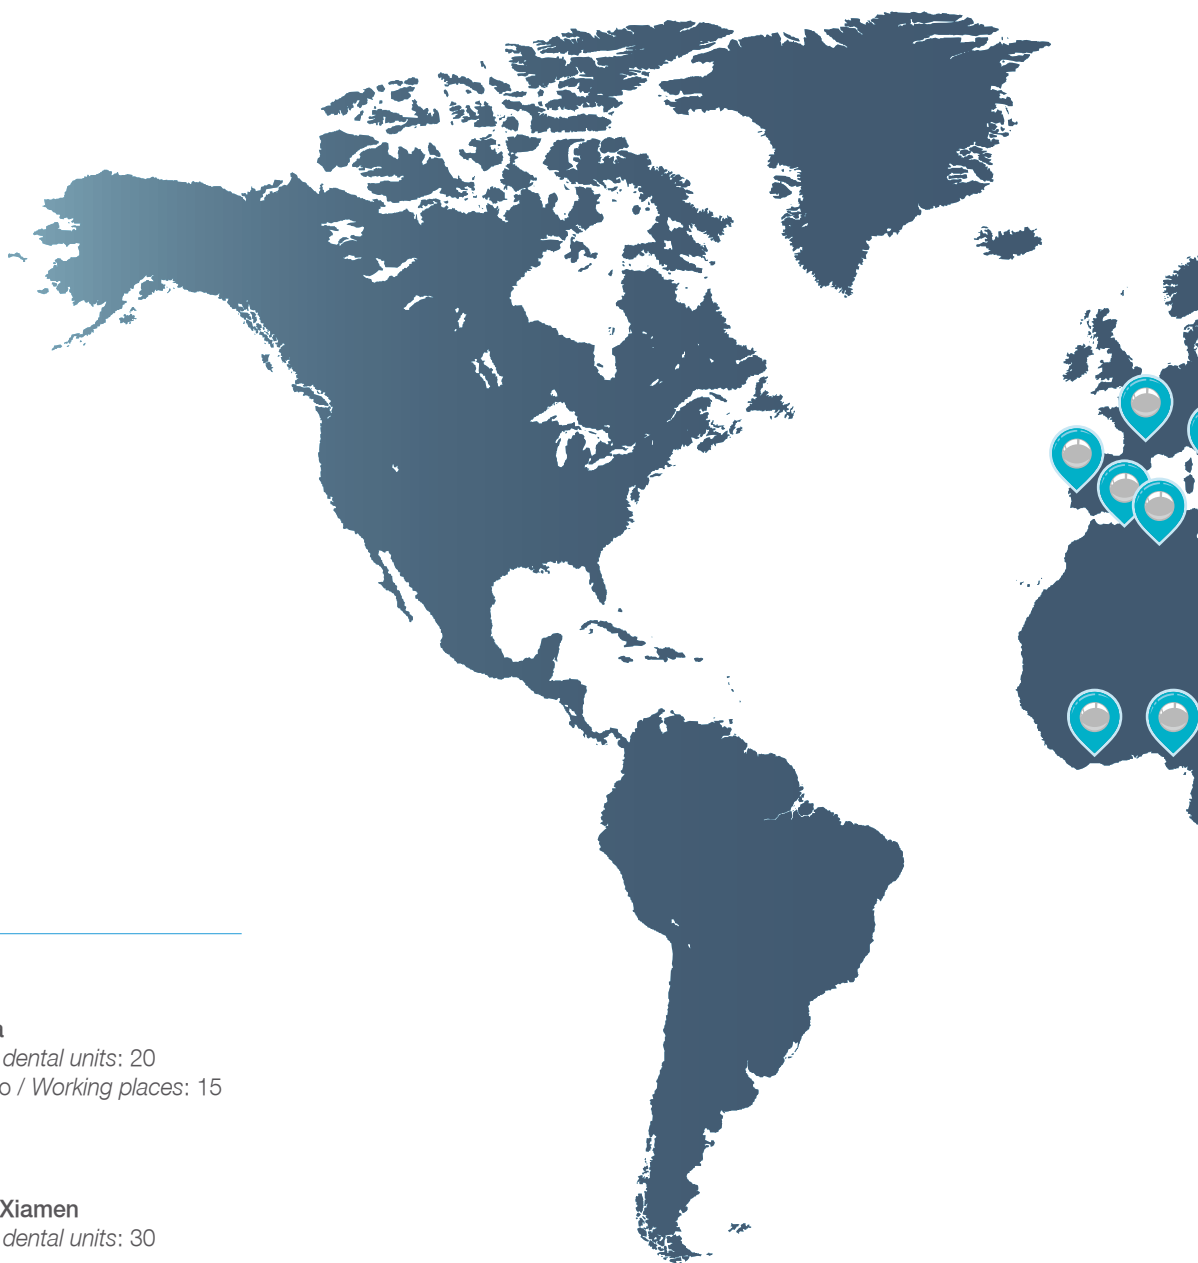 a
dental units: 20
o / Working places: 15
Xiamen
dental units: 30